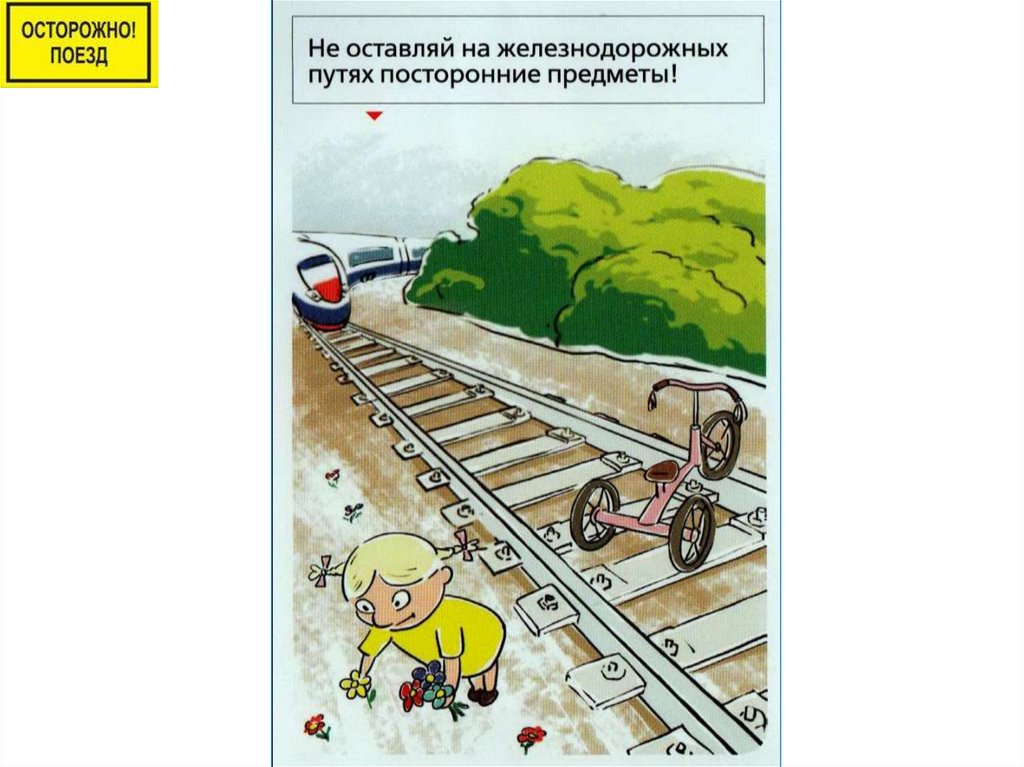 ОСТОРОЖНО!
ПОЕЗД
Не оставляй на железнодорожных
путях посторонние предметы!